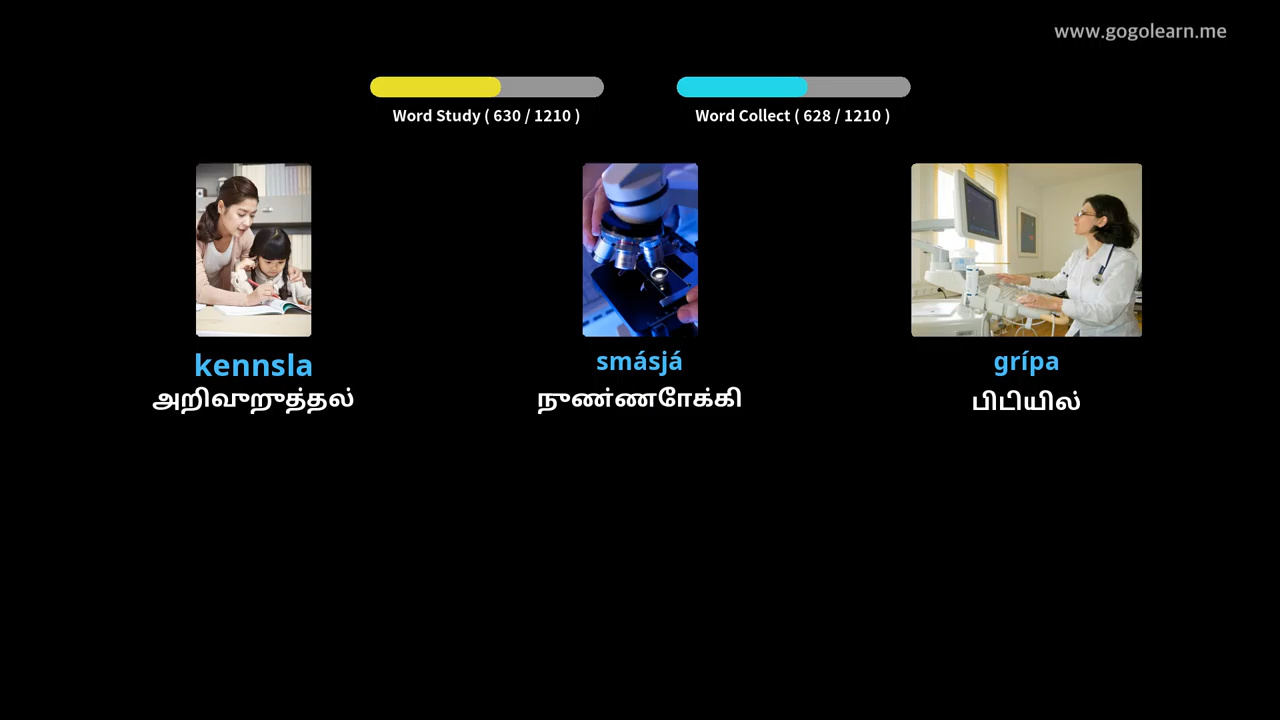 www.gogolearn.me
Word Study ( 630 / 1210 )
Word Collect ( 628 / 1210 )
kennsla
smásjá
grípa
அறிவுறுத்தல்
நுண்ணோக்கி
பிடியில்